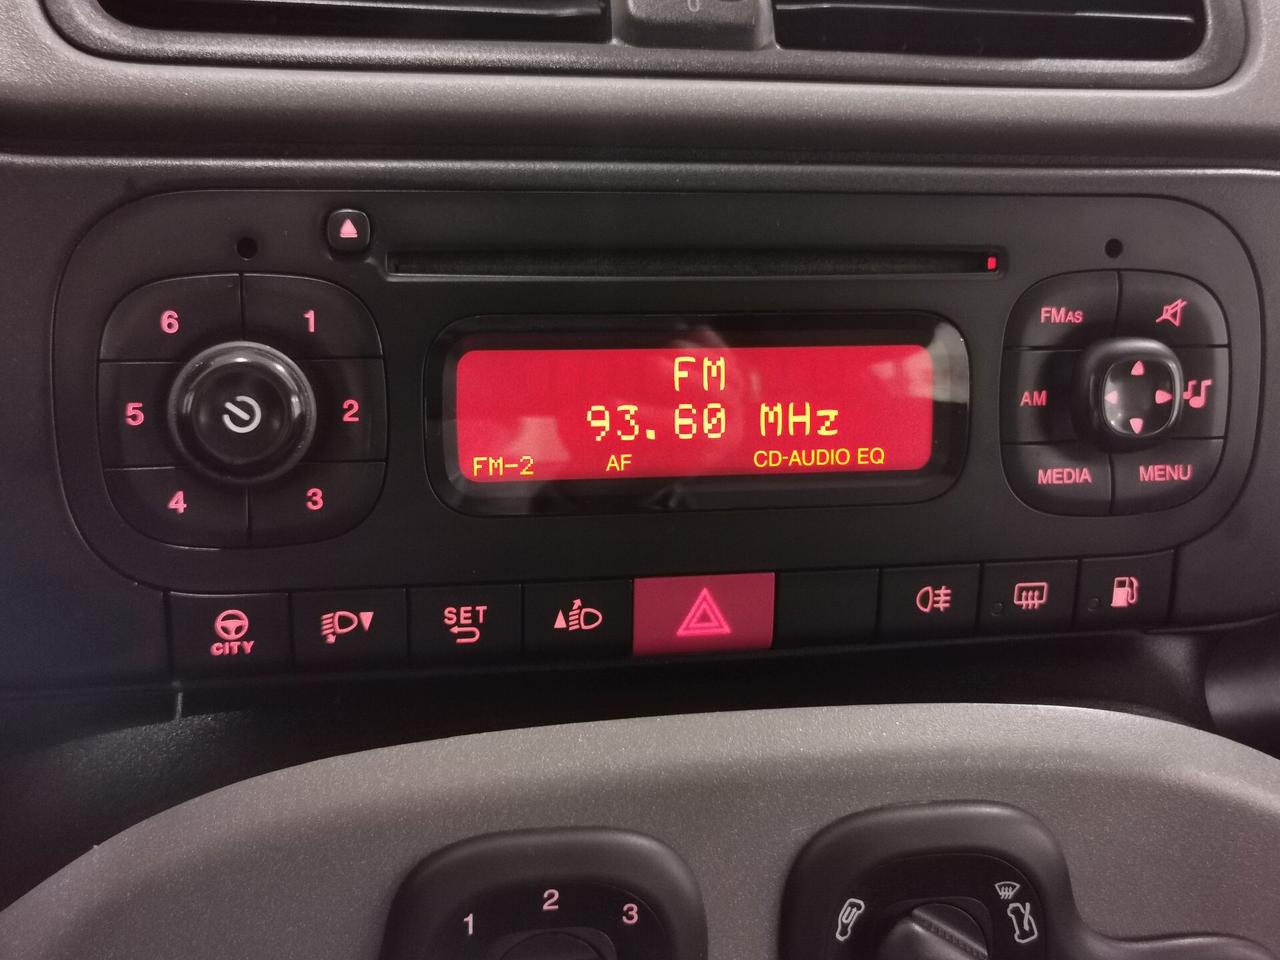 6
1
5
2
4
3
FM
93.60 MHz
FM-2 AF CD-AUDIO EQ
FMAS
AM
MEDIA
MENU
CITY
SET
1 2 3